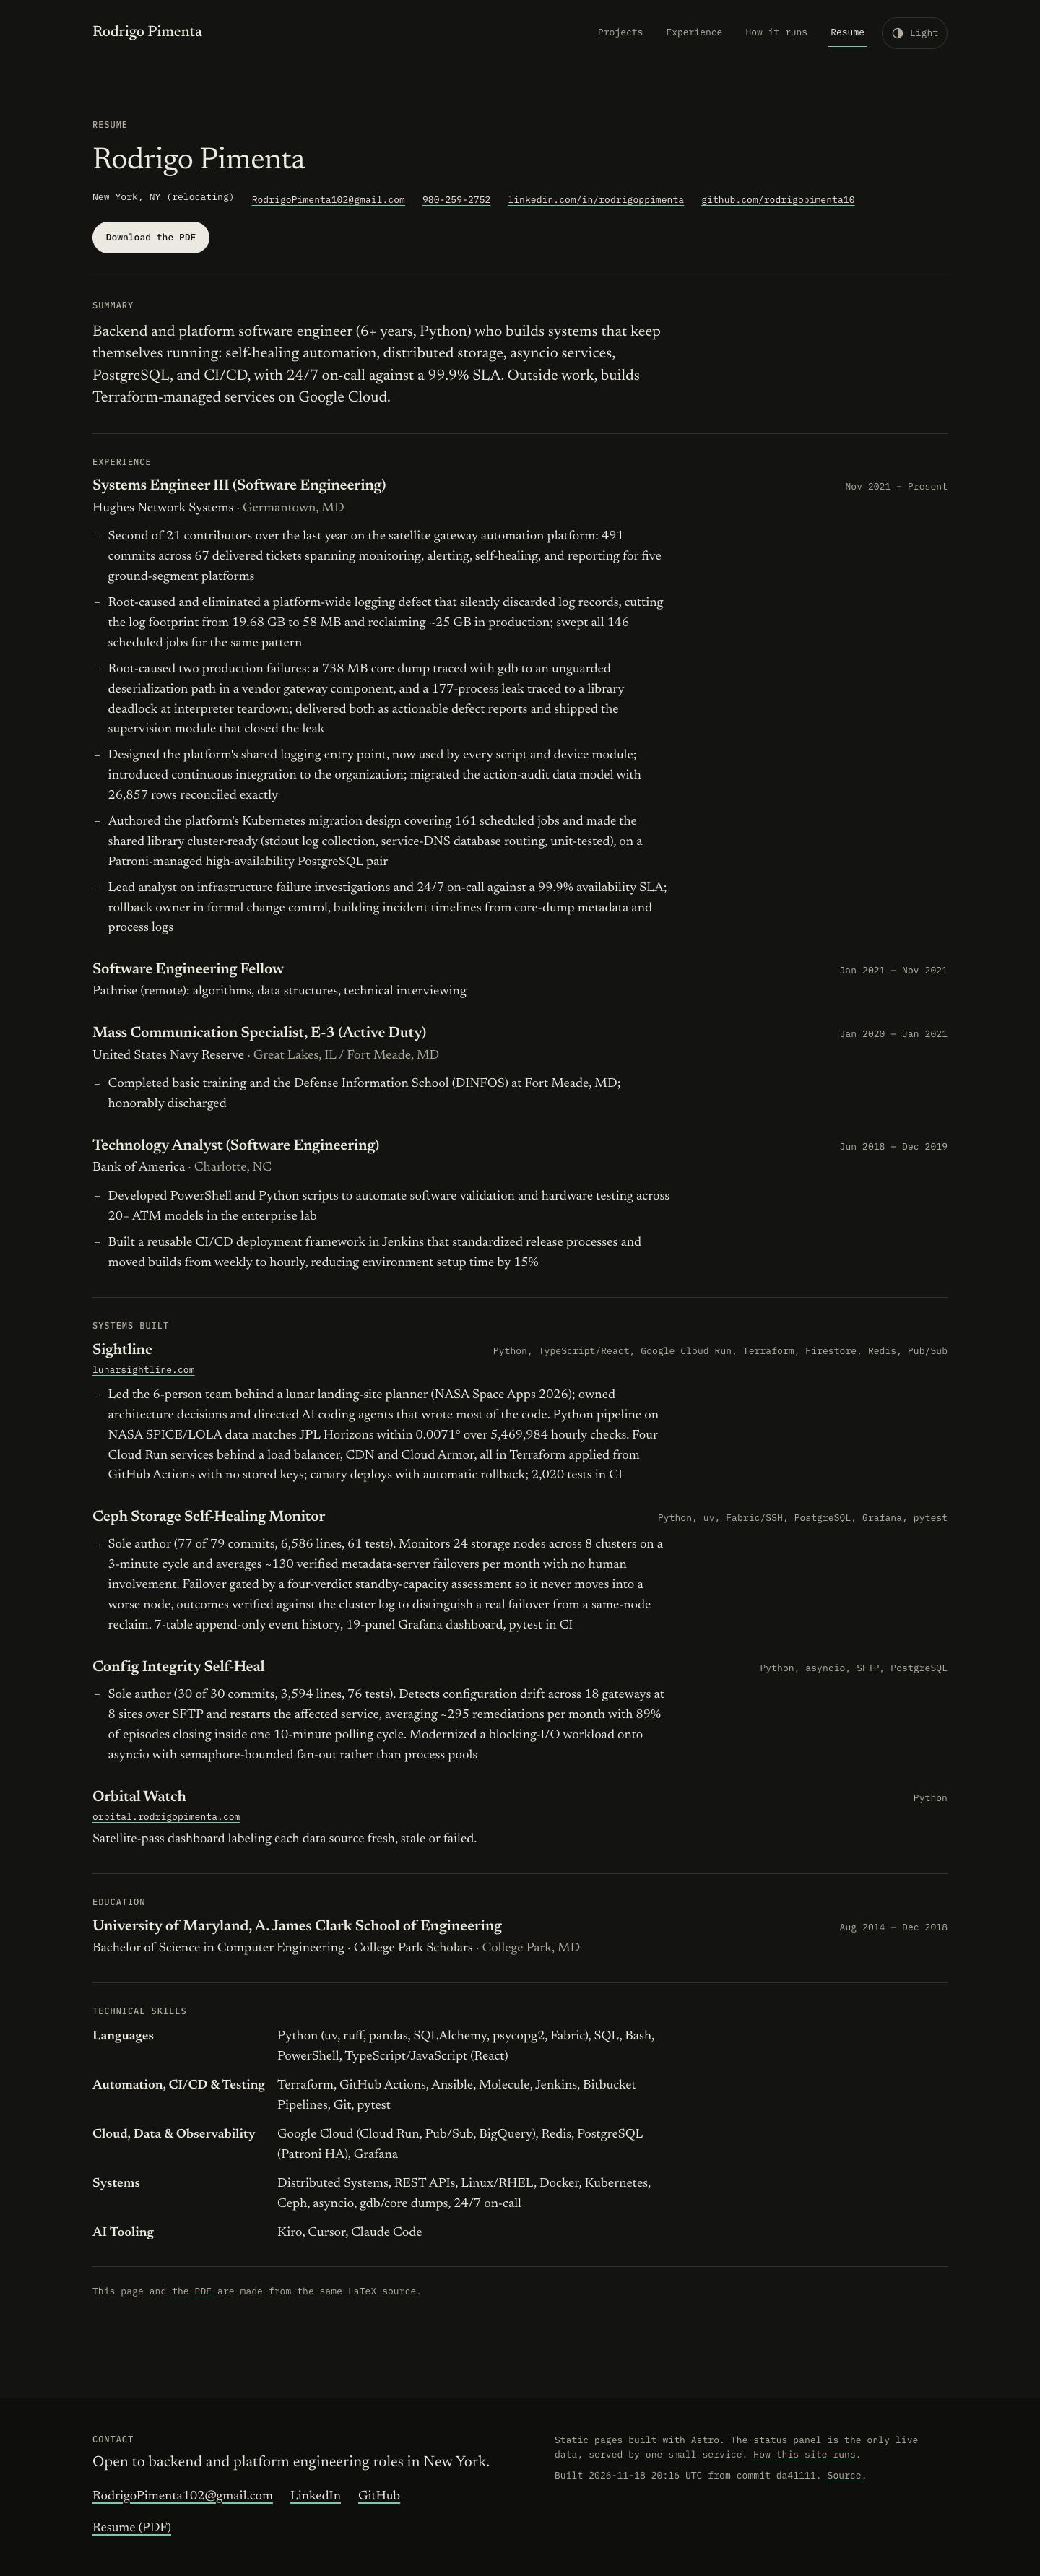 Rodrigo Pimenta
Projects Experience How it runs Resume Light
RESUME
Rodrigo Pimenta
New York, NY (relocating) RodrigoPimenta102@gmail.com 980-259-2752 linkedin.com/in/rodrigoppimenta github.com/rodrigopimenta10
Download the PDF
SUMMARY
Backend and platform software engineer (6+ years, Python) who builds systems that keep
themselves running: self-healing automation, distributed storage, asyncio services,
PostgreSQL, and CI/CD, with 24/7 on-call against a 99.9% SLA. Outside work, builds
Terraform-managed services on Google Cloud.
EXPERIENCE
Systems Engineer III (Software Engineering) Nov 2021 – Present
Hughes Network Systems · Germantown, MD
– Second of 21 contributors over the last year on the satellite gateway automation platform: 491
commits across 67 delivered tickets spanning monitoring, alerting, self-healing, and reporting for five
ground-segment platforms
– Root-caused and eliminated a platform-wide logging defect that silently discarded log records, cutting
the log footprint from 19.68 GB to 58 MB and reclaiming ~25 GB in production; swept all 146
scheduled jobs for the same pattern
– Root-caused two production failures: a 738 MB core dump traced with gdb to an unguarded
deserialization path in a vendor gateway component, and a 177-process leak traced to a library
deadlock at interpreter teardown; delivered both as actionable defect reports and shipped the
supervision module that closed the leak
– Designed the platform's shared logging entry point, now used by every script and device module;
introduced continuous integration to the organization; migrated the action-audit data model with
26,857 rows reconciled exactly
– Authored the platform's Kubernetes migration design covering 161 scheduled jobs and made the
shared library cluster-ready (stdout log collection, service-DNS database routing, unit-tested), on a
Patroni-managed high-availability PostgreSQL pair
– Lead analyst on infrastructure failure investigations and 24/7 on-call against a 99.9% availability SLA;
rollback owner in formal change control, building incident timelines from core-dump metadata and
process logs
Software Engineering Fellow Jan 2021 – Nov 2021
Pathrise (remote): algorithms, data structures, technical interviewing
Mass Communication Specialist, E-3 (Active Duty) Jan 2020 – Jan 2021
United States Navy Reserve · Great Lakes, IL / Fort Meade, MD
– Completed basic training and the Defense Information School (DINFOS) at Fort Meade, MD;
honorably discharged
Technology Analyst (Software Engineering) Jun 2018 – Dec 2019
Bank of America · Charlotte, NC
– Developed PowerShell and Python scripts to automate software validation and hardware testing across
20+ ATM models in the enterprise lab
– Built a reusable CI/CD deployment framework in Jenkins that standardized release processes and
moved builds from weekly to hourly, reducing environment setup time by 15%
SYSTEMS BUILT
Sightline Python, TypeScript/React, Google Cloud Run, Terraform, Firestore, Redis, Pub/Sub
lunarsightline.com
– Led the 6-person team behind a lunar landing-site planner (NASA Space Apps 2026); owned
architecture decisions and directed AI coding agents that wrote most of the code. Python pipeline on
NASA SPICE/LOLA data matches JPL Horizons within 0.0071° over 5,469,984 hourly checks. Four
Cloud Run services behind a load balancer, CDN and Cloud Armor, all in Terraform applied from
GitHub Actions with no stored keys; canary deploys with automatic rollback; 2,020 tests in CI
Ceph Storage Self-Healing Monitor Python, uv, Fabric/SSH, PostgreSQL, Grafana, pytest
– Sole author (77 of 79 commits, 6,586 lines, 61 tests). Monitors 24 storage nodes across 8 clusters on a
3-minute cycle and averages ~130 verified metadata-server failovers per month with no human
involvement. Failover gated by a four-verdict standby-capacity assessment so it never moves into a
worse node, outcomes verified against the cluster log to distinguish a real failover from a same-node
reclaim. 7-table append-only event history, 19-panel Grafana dashboard, pytest in CI
Config Integrity Self-Heal Python, asyncio, SFTP, PostgreSQL
– Sole author (30 of 30 commits, 3,594 lines, 76 tests). Detects configuration drift across 18 gateways at
8 sites over SFTP and restarts the affected service, averaging ~295 remediations per month with 89%
of episodes closing inside one 10-minute polling cycle. Modernized a blocking-I/O workload onto
asyncio with semaphore-bounded fan-out rather than process pools
Orbital Watch Python
orbital.rodrigopimenta.com
Satellite-pass dashboard labeling each data source fresh, stale or failed.
EDUCATION
University of Maryland, A. James Clark School of Engineering Aug 2014 – Dec 2018
Bachelor of Science in Computer Engineering · College Park Scholars · College Park, MD
TECHNICAL SKILLS
Languages Python (uv, ruff, pandas, SQLAlchemy, psycopg2, Fabric), SQL, Bash,
PowerShell, TypeScript/JavaScript (React)
Automation, CI/CD & Testing Terraform, GitHub Actions, Ansible, Molecule, Jenkins, Bitbucket
Pipelines, Git, pytest
Cloud, Data & Observability Google Cloud (Cloud Run, Pub/Sub, BigQuery), Redis, PostgreSQL
(Patroni HA), Grafana
Systems Distributed Systems, REST APIs, Linux/RHEL, Docker, Kubernetes,
Ceph, asyncio, gdb/core dumps, 24/7 on-call
AI Tooling Kiro, Cursor, Claude Code
This page and the PDF are made from the same LaTeX source.
CONTACT
Open to backend and platform engineering roles in New York.
RodrigoPimenta102@gmail.com LinkedIn GitHub
Resume (PDF)
Static pages built with Astro. The status panel is the only live
data, served by one small service. How this site runs.
Built 2026-11-18 20:16 UTC from commit da41111. Source.